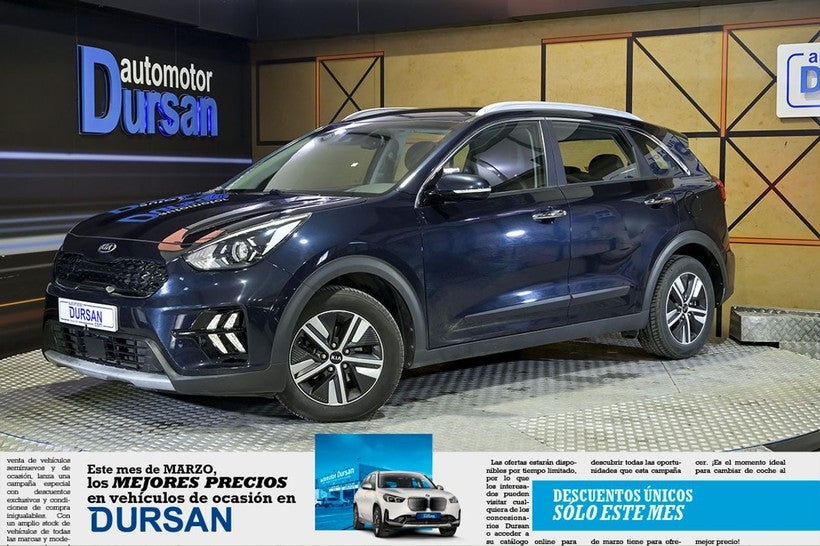 automotor
Dursan
a
D
KIA
DURSAN
venta de vehículos
seminuevos y de
ocasión, lanza una
campaña especial
con descuentos
exclusivos y condi-
ciones de compra
inigualables. Con
un amplio stock de
vehículos de todas
las marcas y mode-
Este mes de MARZO,
los MEJORES PRECIOS
en vehículos de ocasión en
DURSAN
automotor Dursan
Las ofertas estarán dispo-
nibles por tiempo limitado,
por lo que
los interesa-
dos pueden
visitar cual-
quiera de los
concesiona-
rios Dursan
o acceder a
su catálogo online para
descubrir todas las oportu-
nidades que esta campaña
de marzo tiene para ofre-
cer. ¡Es el momento ideal
para cambiar de coche al
mejor precio!
DESCUENTOS ÚNICOS
SÓLO ESTE MES